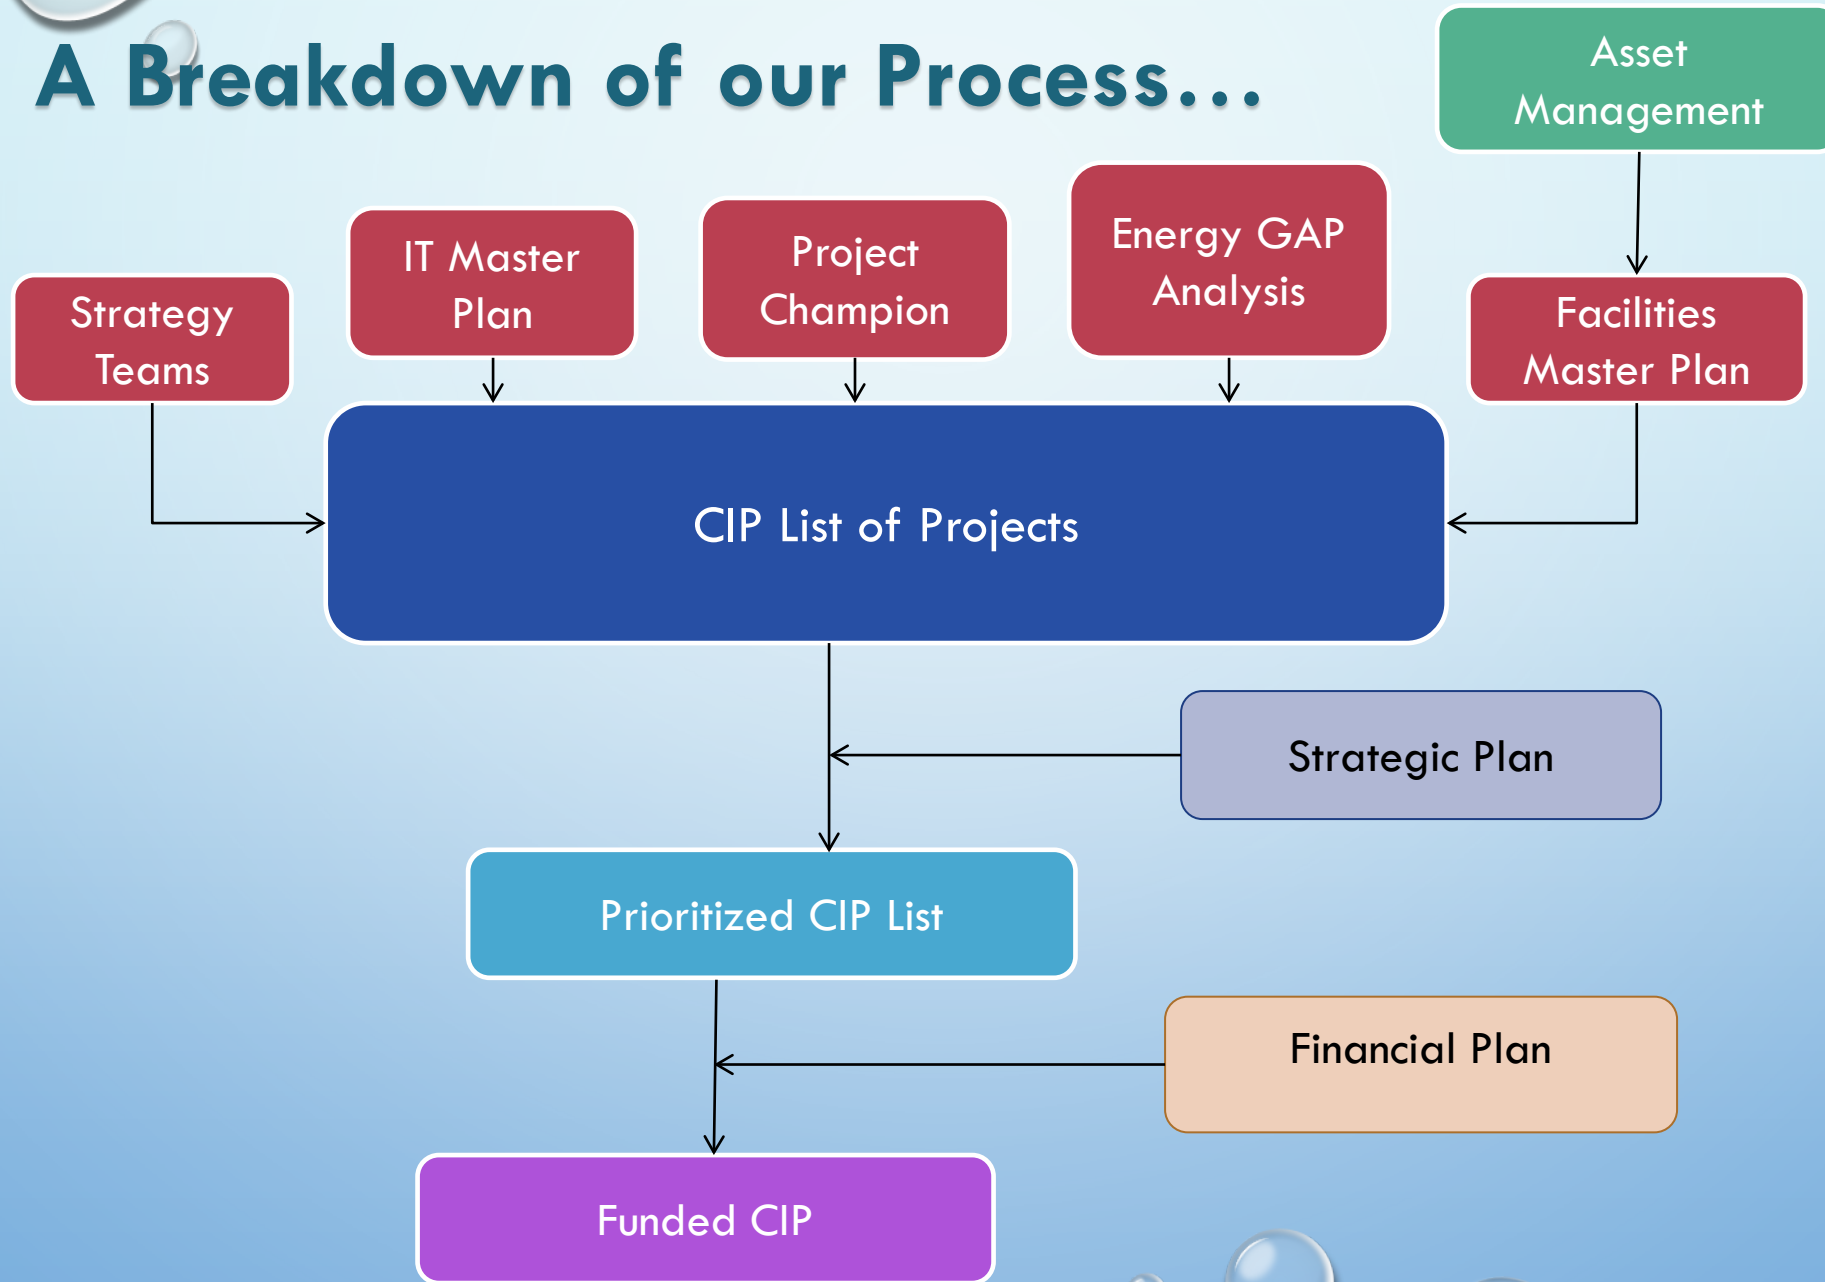 A Breakdown of our Process...
Asset
Management
Strategy
Teams
IT Master
Plan
Project
Champion
Energy GAP
Analysis
Facilities
Master Plan
CIP List of Projects
Strategic Plan
Prioritized CIP List
Financial Plan
Funded CIP